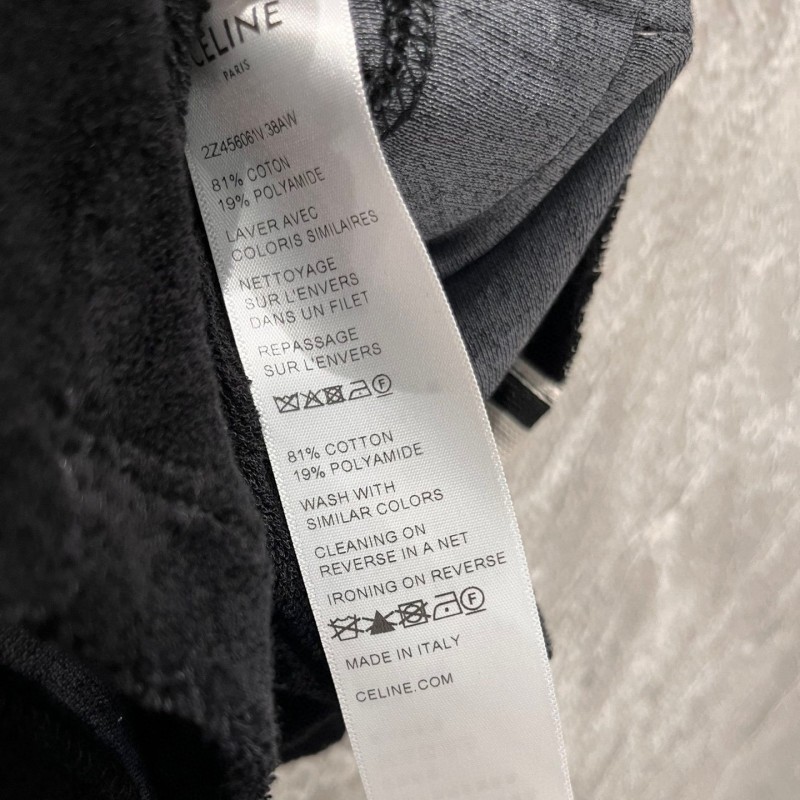 CELINE
PARIS
2Z456061V 38AW
81% COTON
19% POLYAMIDE
LAVER AVEC
COLORIS SIMILAIRES
NETTOYAGE
SUR L'ENVERS
DANS UN FILET
REPASSAGE
SUR L'ENVERS
F
81% COTTON
19% POLYAMIDE
WASH WITH
SIMILAR COLORS
CLEANING ON
REVERSE IN A NET
IRONING ON REVERSE
F
MADE IN ITALY
CELINE.COM